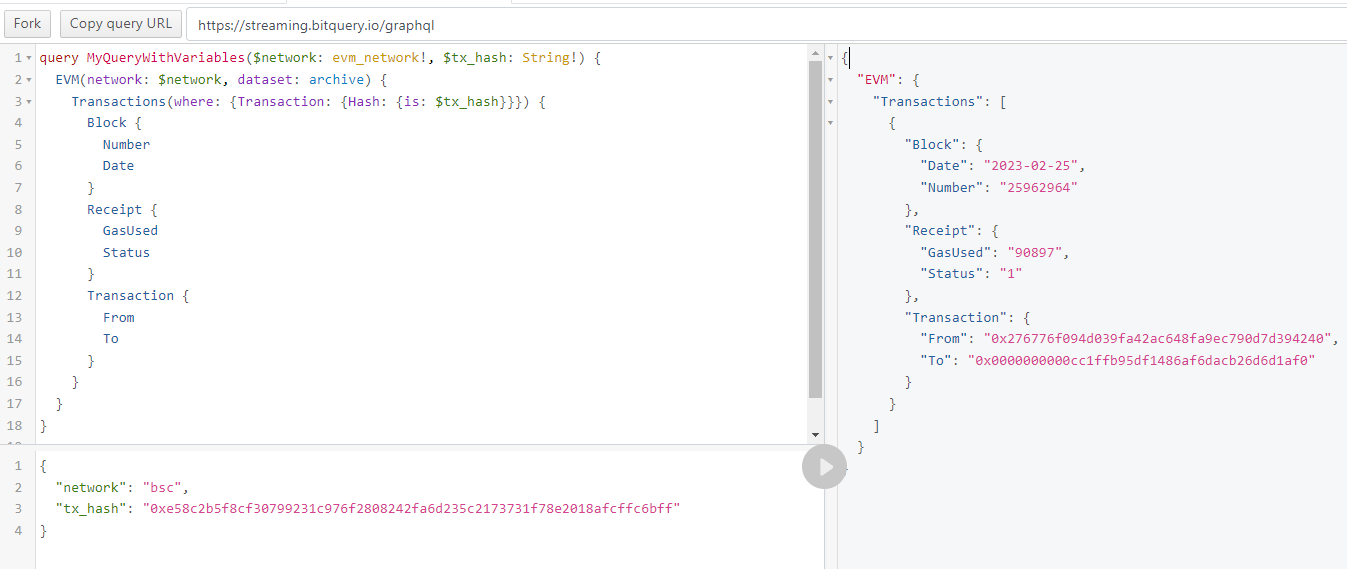 Fork Copy query URL https://streaming.bitquery.io/graphql
1 query MyQueryWithVariables($network: evm_network!, $tx_hash: String!) {
2 EVM(network: $network, dataset: archive) {
3 Transactions(where: {Transaction: {Hash: {is: $tx_hash}}}) {
4 Block {
5 Number
6 Date
7 }
8 Receipt {
9 GasUsed
10 Status
11 }
12 Transaction {
13 From
14 To
15 }
16 }
17 }
18 }
1 {
2 "network": "bsc",
3 "tx_hash": "0xe58c2b5f8cf30799231c976f2808242fa6d235c2173731f78e2018afcffc6bff"
4 }
{
"EVM": {
"Transactions": [
{
"Block": {
"Date": "2023-02-25",
"Number": "25962964"
},
"Receipt": {
"GasUsed": "90897",
"Status": "1"
},
"Transaction": {
"From": "0x276776f094d039fa42ac648fa9ec790d7d394240",
"To": "0x0000000000cc1ffb95df1486af6dacb26d6d1af0"
}
}
]
}